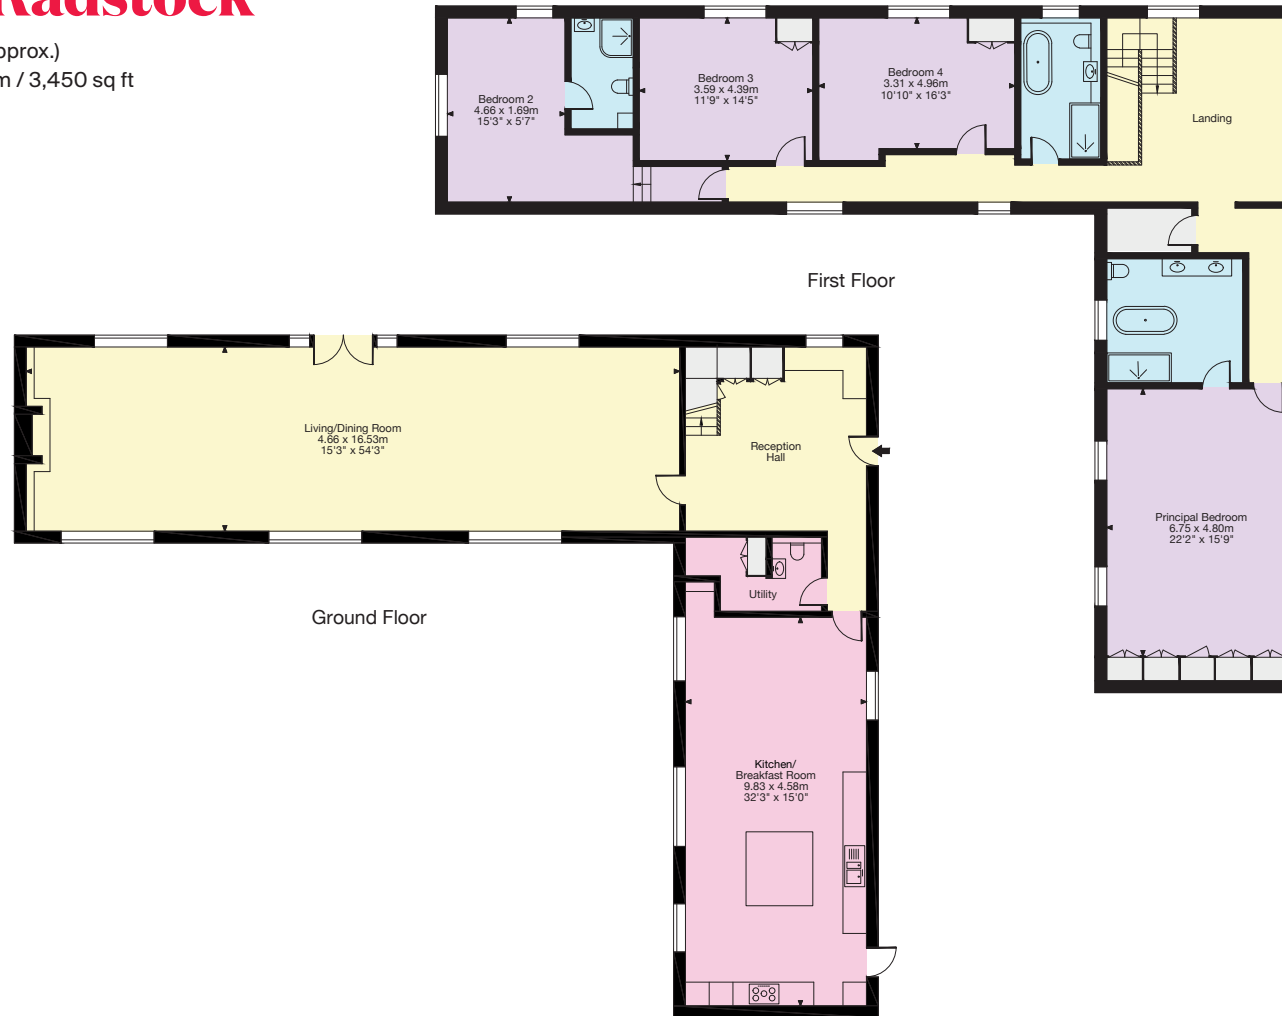 Radstock
pprox.)
m / 3,450 sq ft
Bedroom 2
4.66 x 1.69m
15'3" x 5'7"
Bedroom 3
3.59 x 4.39m
11'9" x 14'5"
Bedroom 4
3.31 x 4.96m
10'10" x 16'3"
Landing
First Floor
Living/Dining Room
4.66 x 16.53m
15'3" x 54'3"
Reception
Hall
Principal Bedroom
6.75 x 4.80m
22'2" x 15'9"
Utility
Ground Floor
Kitchen/
Breakfast Room
9.83 x 4.58m
32'3" x 15'0"